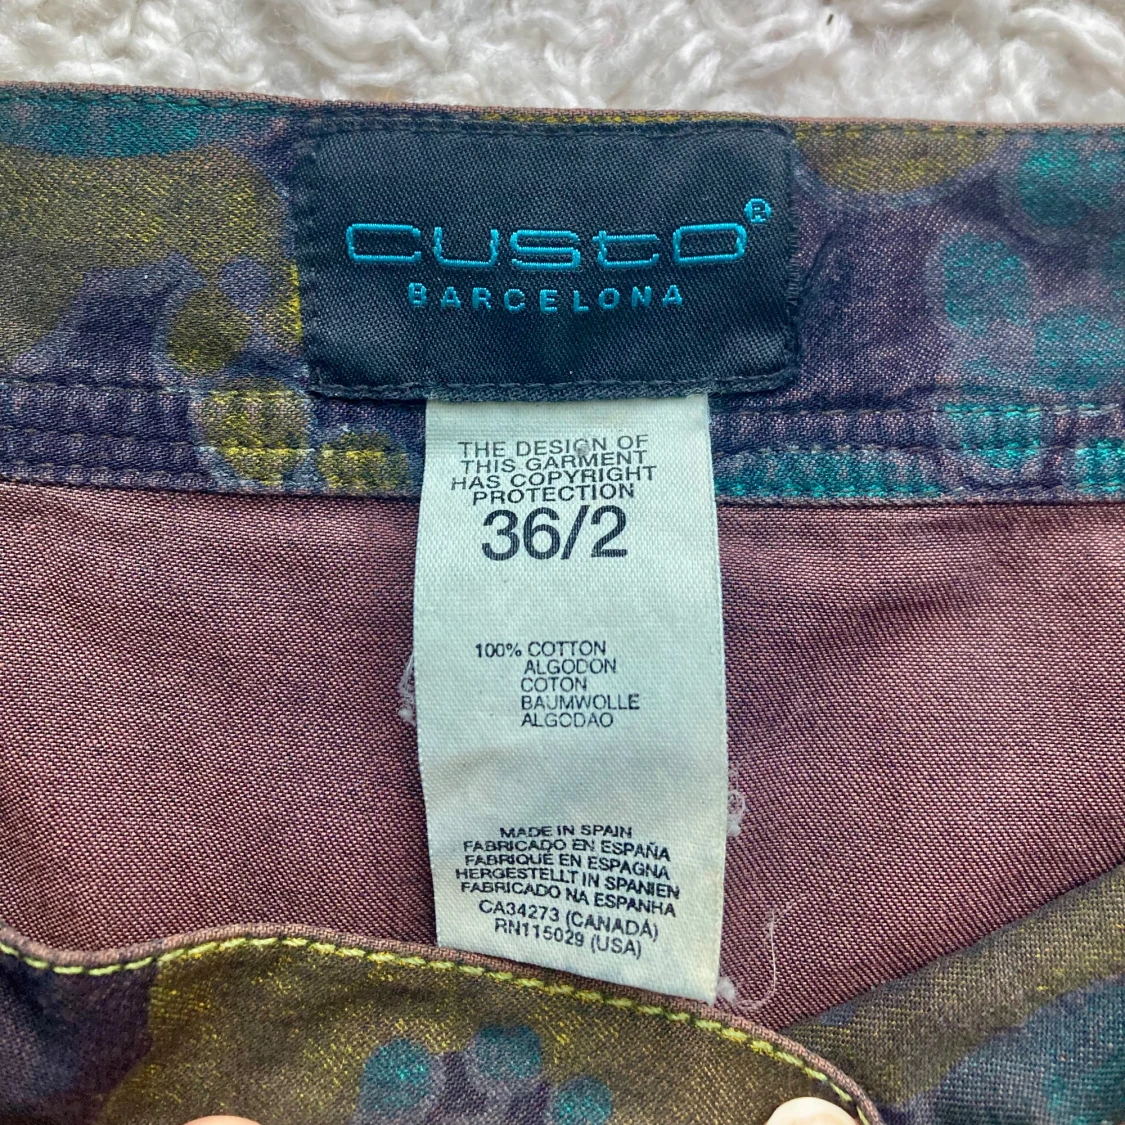 custo®
BARCELONA
THE DESIGN OF
THIS GARMENT
HAS COPYRIGHT
PROTECTION
36/2
100% COTTON
ALGODON
COTON
BAUMWOLLE
ALGODAO
MADE IN SPAIN
FABRICADO EN ESPAÑA
FABRIQUÉ EN ESPAGNA
HERGESTELLT IN SPANIEN
FABRICADO NA ESPANHA
CA34273 (CANADÁ)
RN115029 (USA)